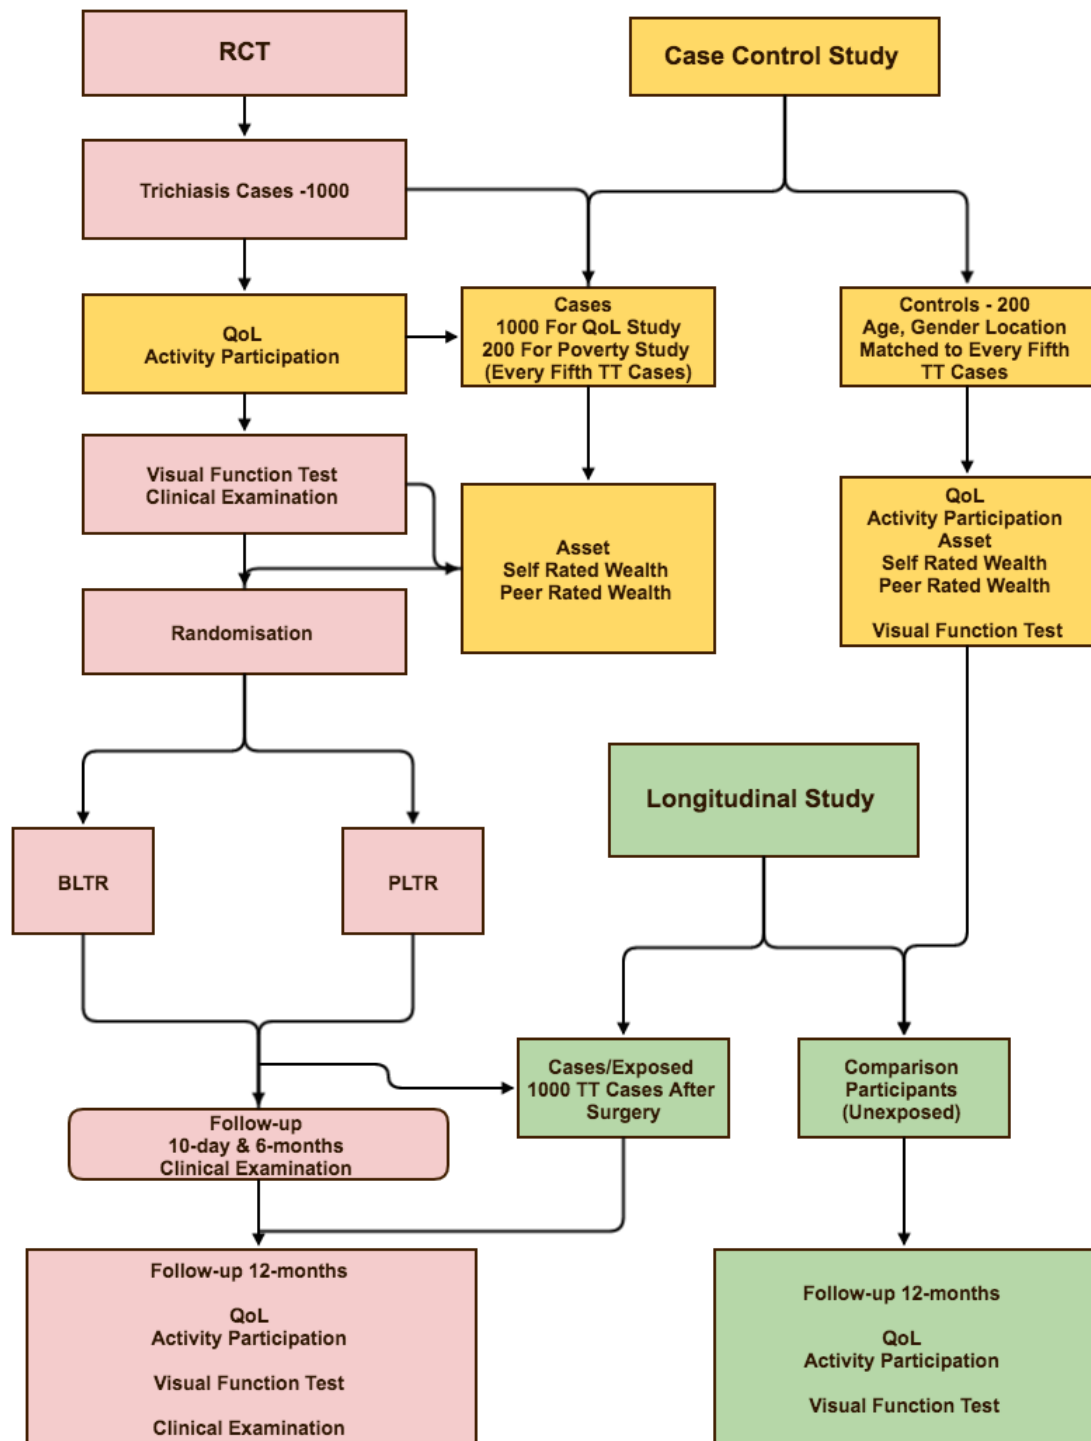 RCT
Case Control Study
Trichiasis Cases -1000
QoL
Activity Participation
Cases
1000 For QoL Study
200 For Poverty Study
(Every Fifth TT Cases)
Controls - 200
Age, Gender Location
Matched to Every Fifth
TT Cases
Visual Function Test
Clinical Examination
Asset
Self Rated Wealth
Peer Rated Wealth
QoL
Activity Participation
Asset
Self Rated Wealth
Peer Rated Wealth
Visual Function Test
Randomisation
Longitudinal Study
BLTR
PLTR
Cases/Exposed
1000 TT Cases After
Surgery
Comparison
Participants
(Unexposed)
Follow-up
10-day & 6-months
Clinical Examination
Follow-up 12-months
QoL
Activity Participation
Visual Function Test
Clinical Examination
Follow-up 12-months
QoL
Activity Participation
Visual Function Test